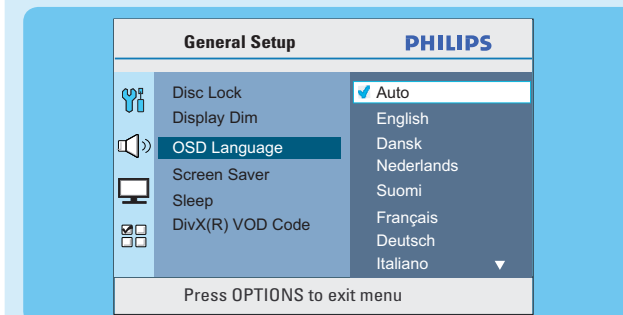 General Setup
PHILIPS
Disc Lock
Display Dim
OSD Language
Screen Saver
Sleep
DivX(R) VOD Code
Auto
English
Dansk
Nederlands
Suomi
Français
Deutsch
Italiano
Press OPTIONS to exit menu